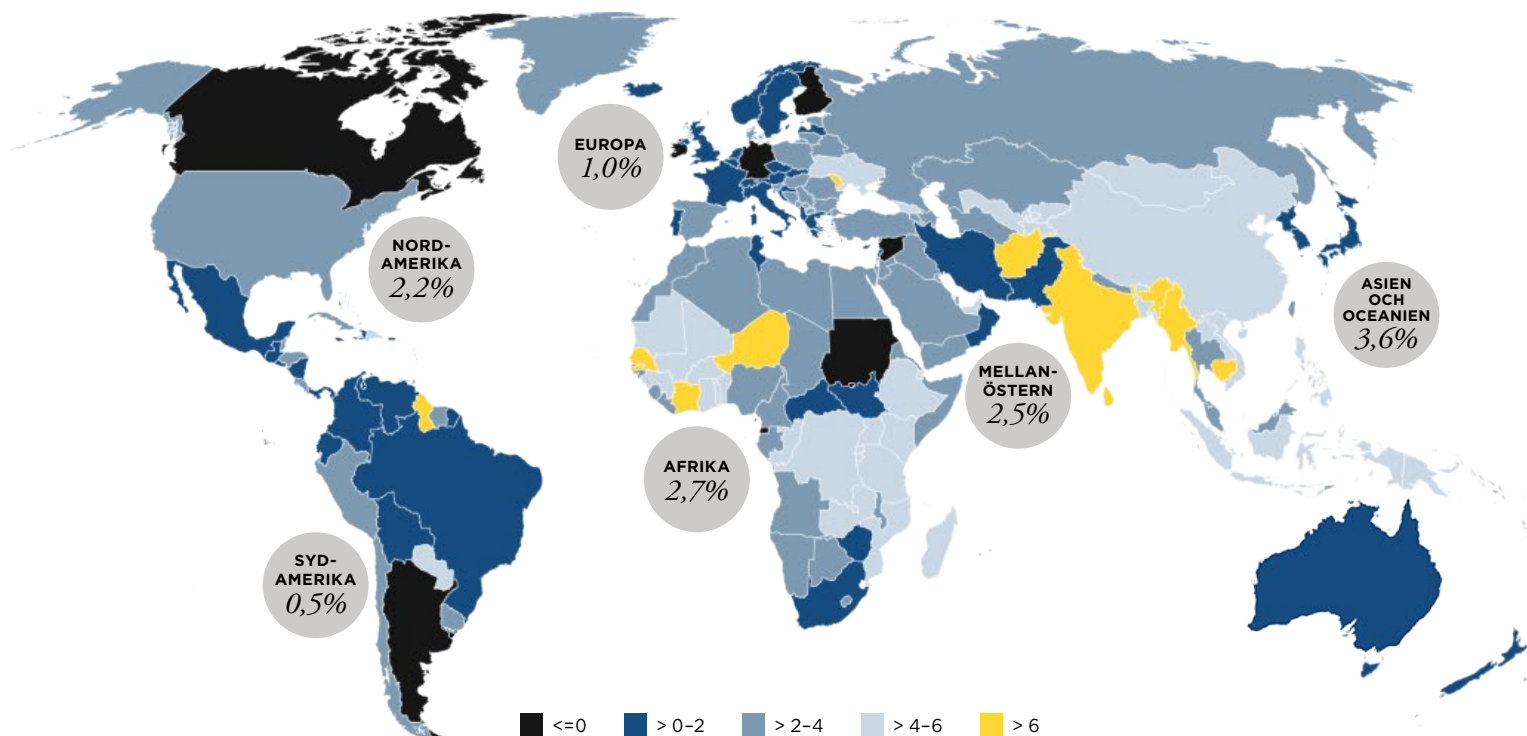 EUROPA
1,0%
NORD-
AMERIKA
2,2%
ASIEN
OCH
OCEANIEN
3,6%
MELLAN-
ÖSTERN
2,5%
AFRIKA
2,7%
SYD-
AMERIKA
0,5%
<=0 > 0–2 > 2–4 > 4–6 > 6